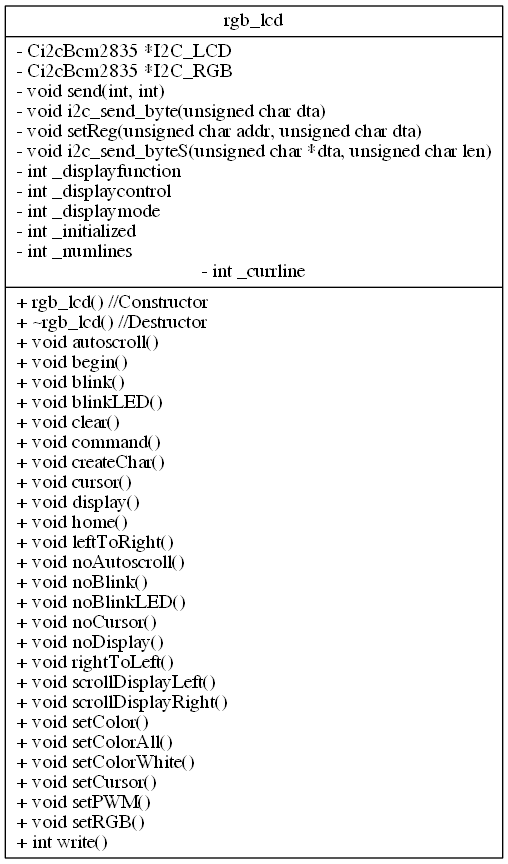 rgb_lcd
- Ci2cBcm2835 *I2C_LCD
- Ci2cBcm2835 *I2C_RGB
- void send(int, int)
- void i2c_send_byte(unsigned char dta)
- void setReg(unsigned char addr, unsigned char dta)
- void i2c_send_byteS(unsigned char *dta, unsigned char len)
- int _displayfunction
- int _displaycontrol
- int _displaymode
- int _initialized
- int _numlines
- int _currline
+ rgb_lcd() //Constructor
+ ~rgb_lcd() //Destructor
+ void autoscroll()
+ void begin()
+ void blink()
+ void blinkLED()
+ void clear()
+ void command()
+ void createChar()
+ void cursor()
+ void display()
+ void home()
+ void leftToRight()
+ void noAutoscroll()
+ void noBlink()
+ void noBlinkLED()
+ void noCursor()
+ void noDisplay()
+ void rightToLeft()
+ void scrollDisplayLeft()
+ void scrollDisplayRight()
+ void setColor()
+ void setColorAll()
+ void setColorWhite()
+ void setCursor()
+ void setPWM()
+ void setRGB()
+ int write()